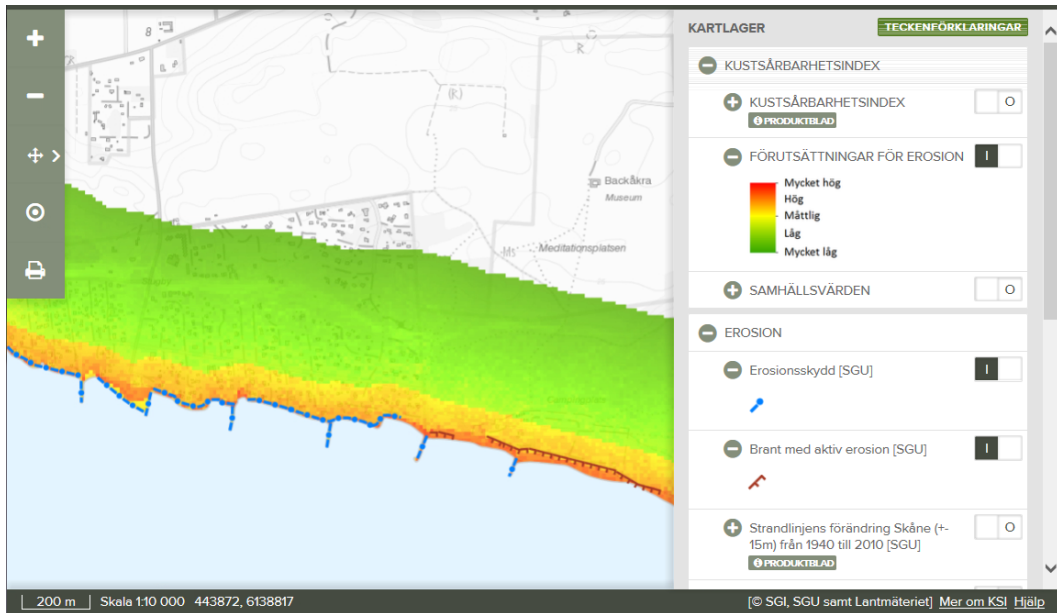 KARTLAGER
TECKENFÖRKLARINGAR
KUSTSÅRBARHETSINDEX
KUSTSÅRBARHETSINDEX
PRODUKTBLAD
O
FÖRUTSÄTTNINGAR FÖR EROSION
I
Mycket hög
Hög
Måttlig
Låg
Mycket låg
SAMHÄLLSVÄRDEN
O
EROSION
Erosionsskydd [SGU]
I
Brant med aktiv erosion [SGU]
I
Strandlinjens förändring Skåne (+-
15m) från 1940 till 2010 [SGU]
O
PRODUKTBLAD
R
(R)
Backåkra
Museum
Ms
Meditationsplatsen
200 m
Skala 1:10 000 443872, 6138817
[© SGI, SGU samt Lantmäteriet] Mer om KSI Hjälp